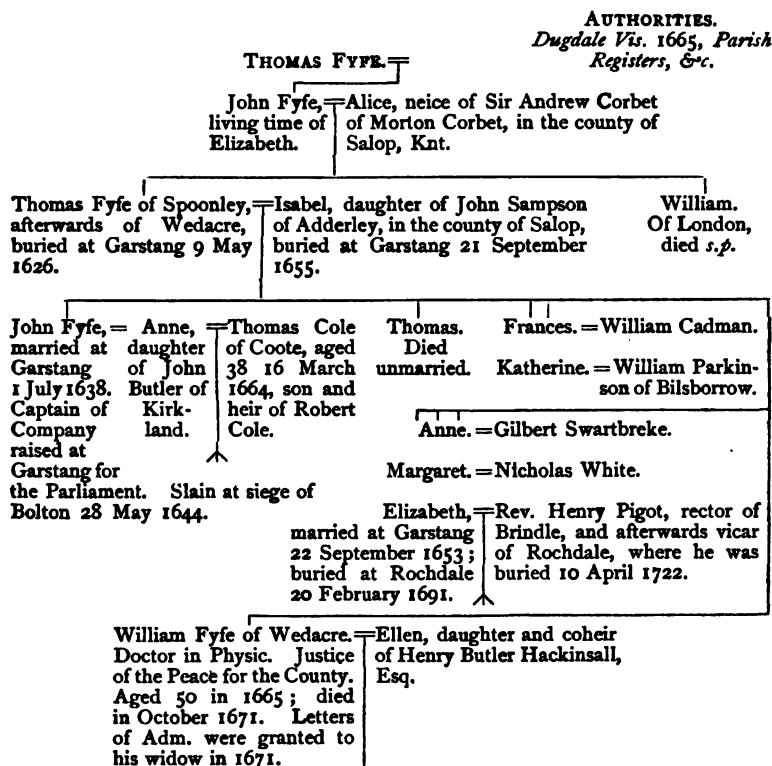 AUTHORITIES.
Dugdale Vis. 1665, Parish
Registers, &c.
THOMAS FYFE.=
John Fyfe,=Alice, neice of Sir Andrew Corbet
living time of of Morton Corbet, in the county of
Elizabeth. Salop, Knt.
Thomas Fyfe of Spoonley,=Isabel, daughter of John Sampson
afterwards of Wedacre, of Adderley, in the county of Salop,
buried at Garstang 9 May buried at Garstang 21 September
1626. 1655.
William.
Of London,
died s.p.
John Fyfe, = Anne, =Thomas Cole
married at daughter of Coote, aged
Garstang of John 38 16 March
1 July 1638. Butler of 1664, son and
Captain of Kirk- heir of Robert
Company land. Cole.
raised at
Garstang for
the Parliament. Slain at siege of
Bolton 28 May 1644.
Thomas.
Died
unmarried.
Frances. = William Cadman.
Katherine. = William Parkin-
son of Bilsborrow.
Anne. = Gilbert Swartbreke.
Margaret. = Nicholas White.
Elizabeth,=Rev. Henry Pigot, rector of
married at Garstang Brindle, and afterwards vicar
22 September 1653; of Rochdale, where he was
buried at Rochdale buried 10 April 1722.
20 February 1691.
William Fyfe of Wedacre.=Ellen, daughter and coheir
Doctor in Physic. Justice of Henry Butler Hackinsall,
of the Peace for the County. Esq.
Aged 50 in 1665; died
in October 1671. Letters
of Adm. were granted to
his widow in 1671.